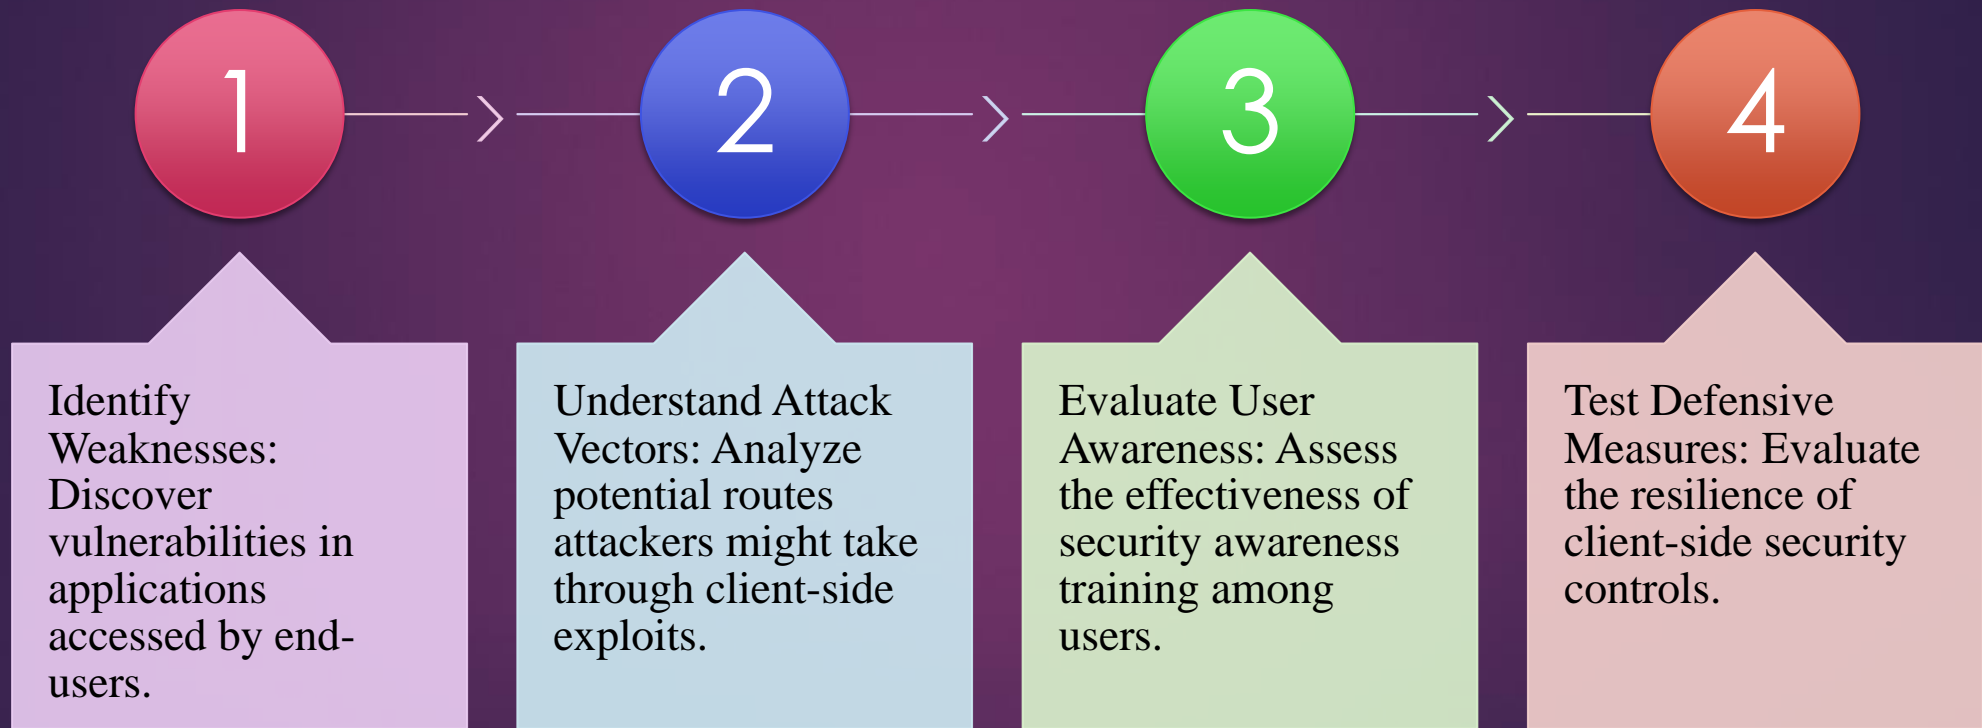 1
2
3
4
Identify
Weaknesses:
Discover
vulnerabilities in
applications
accessed by end-
users.
Understand Attack
Vectors: Analyze
potential routes
attackers might take
through client-side
exploits.
Evaluate User
Awareness: Assess
the effectiveness of
security awareness
training among
users.
Test Defensive
Measures: Evaluate
the resilience of
client-side security
controls.